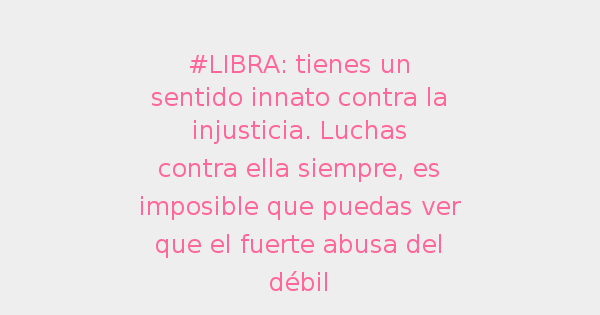 #LIBRA: tienes un
sentido innato contra la
injusticia. Luchas
contra ella siempre, es
imposible que puedas ver
que el fuerte abusa del
débil